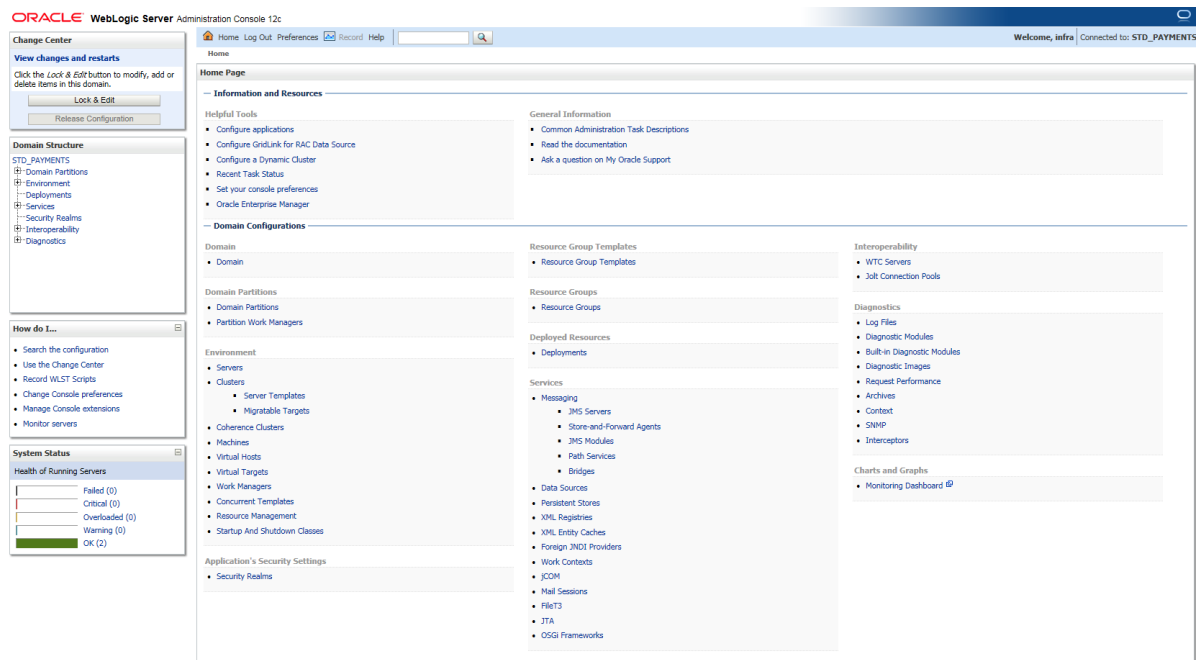 ORACLE WebLogic Server Administration Console 12c
Change Center
View changes and restarts
Click the Lock & Edit button to modify, add or
delete items in this domain.
Lock & Edit
Release Configuration
Domain Structure
STD_PAYMENTS
Domain Partitions
Environment
Deployments
Services
Security Realms
Interoperability
Diagnostics
How do I...
Search the configuration
Use the Change Center
Record WLST Scripts
Change Console preferences
Manage Console extensions
Monitor servers
System Status
Health of Running Servers
Failed (0)
Critical (0)
Overloaded (0)
Warning (0)
OK (2)
Home Log Out Preferences Record Help
Welcome, infra Connected to: STD_PAYMENTS
Home
Home Page
Information and Resources
Helpful Tools
Configure applications
Configure GridLink for RAC Data Source
Configure a Dynamic Cluster
Recent Task Status
Set your console preferences
Oracle Enterprise Manager
General Information
Common Administration Task Descriptions
Read the documentation
Ask a question on My Oracle Support
Domain Configurations
Domain
Domain
Domain Partitions
Domain Partitions
Partition Work Managers
Environment
Servers
Clusters
Server Templates
Migratable Targets
Coherence Clusters
Machines
Virtual Hosts
Virtual Targets
Work Managers
Concurrent Templates
Resource Management
Startup And Shutdown Classes
Application's Security Settings
Security Realms
Resource Group Templates
Resource Group Templates
Resource Groups
Resource Groups
Deployed Resources
Deployments
Services
Messaging
JMS Servers
Store-and-Forward Agents
JMS Modules
Path Services
Bridges
Data Sources
Persistent Stores
XML Registries
XML Entity Caches
Foreign JNDI Providers
Work Contexts
jCOM
Mail Sessions
FileT3
JTA
OSGi Frameworks
Interoperability
WTC Servers
Jolt Connection Pools
Diagnostics
Log Files
Diagnostic Modules
Built-in Diagnostic Modules
Diagnostic Images
Request Performance
Archives
Context
SNMP
Interceptors
Charts and Graphs
Monitoring Dashboard